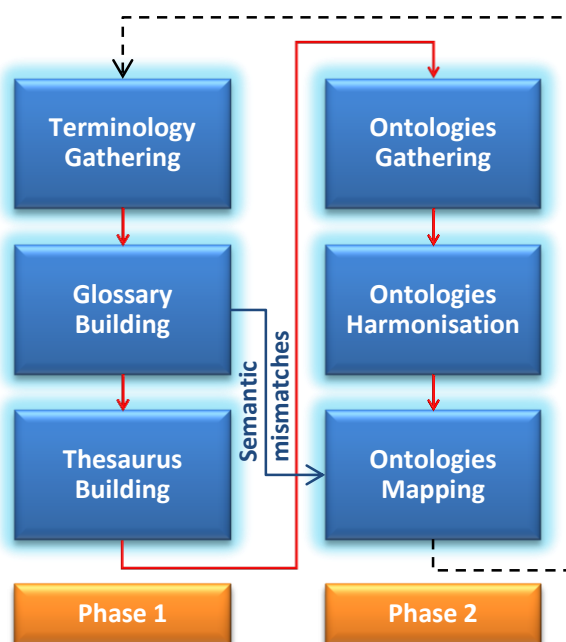 Terminology
Gathering
Glossary
Building
Thesaurus
Building
Phase 1
Semantic
mismatches
Ontologies
Gathering
Ontologies
Harmonisation
Ontologies
Mapping
Phase 2